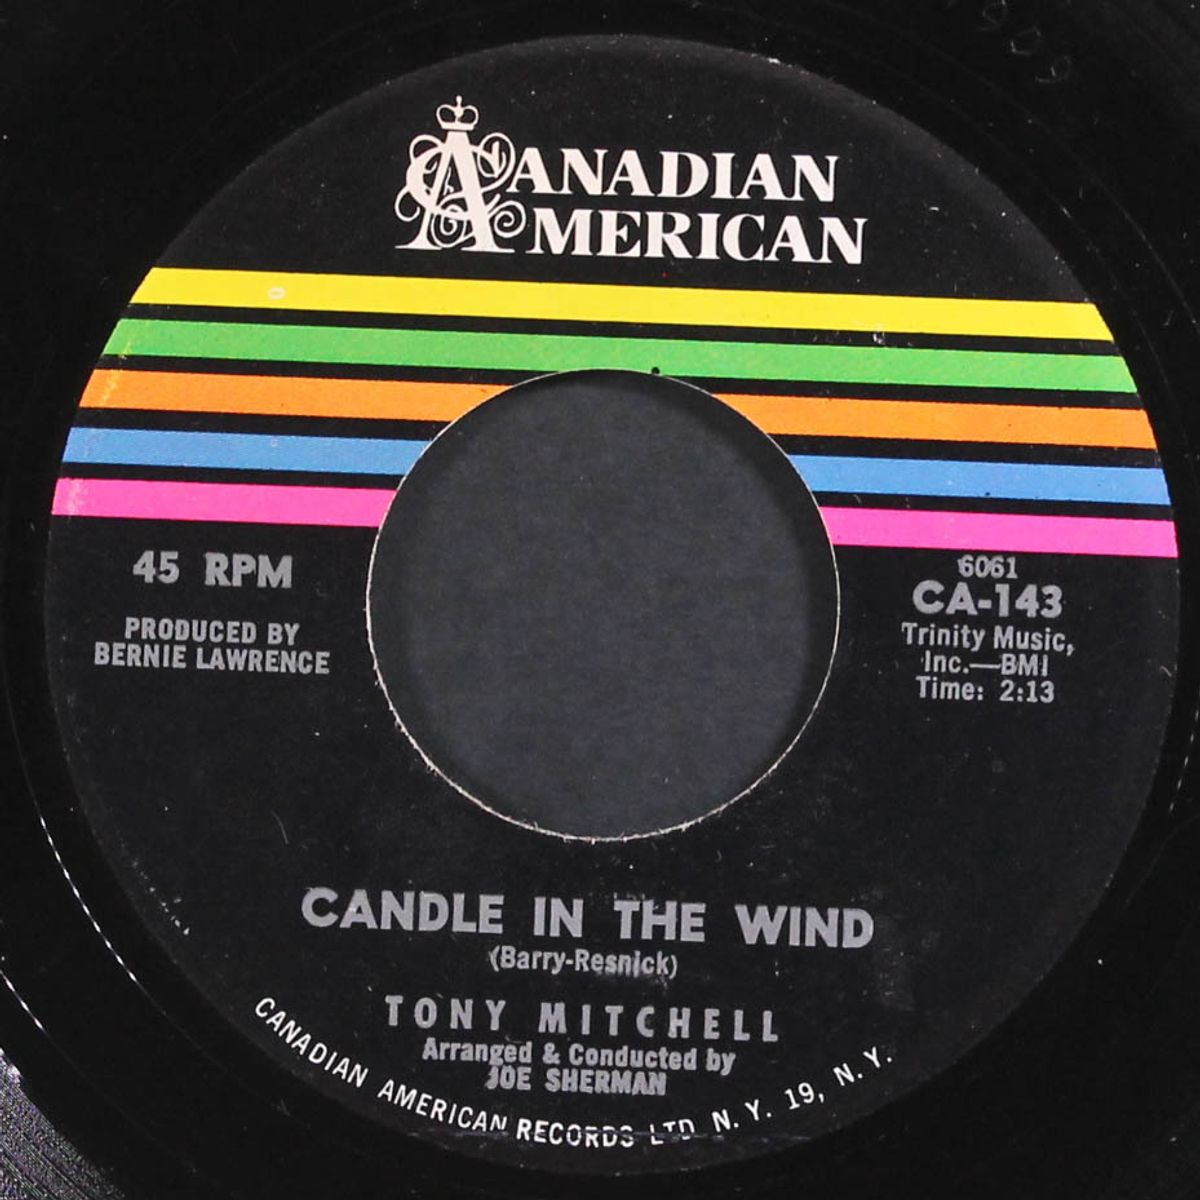 CANADIAN
AMERICAN
45 RPM
PRODUCED BY
BERNIE LAWRENCE
6061
CA-143
Trinity Music,
Inc.—BMI
Time: 2:13
CANDLE IN THE WIND
(Barry-Resnick)
TONY MITCHELL
Arranged & Conducted by
JOE SHERMAN
CANADIAN AMERICAN RECORDS LTD N. Y. 19, N. Y.